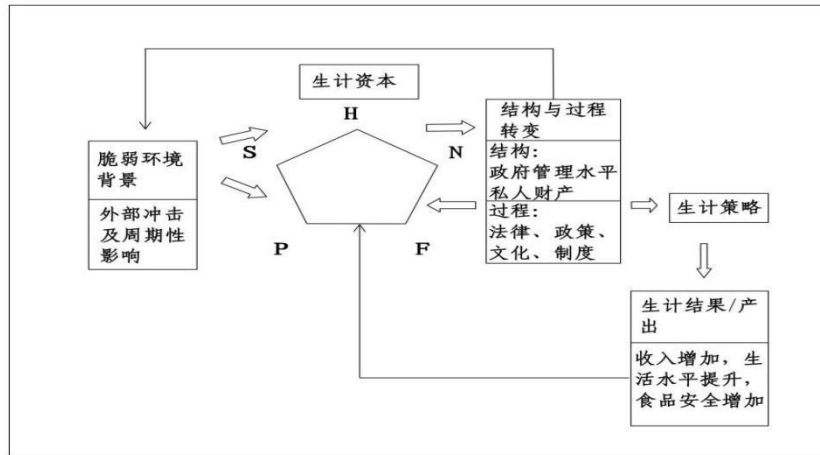 生计资本
H
S
N
P
F
脆弱环境
背景
外部冲击
及周期性
影响
结构与过程
转变
结构:
政府管理水平
私人财产
过程:
法律、政策、
文化、制度
生计策略
生计结果/产
出
收入增加,生
活水平提升,
食品安全增加